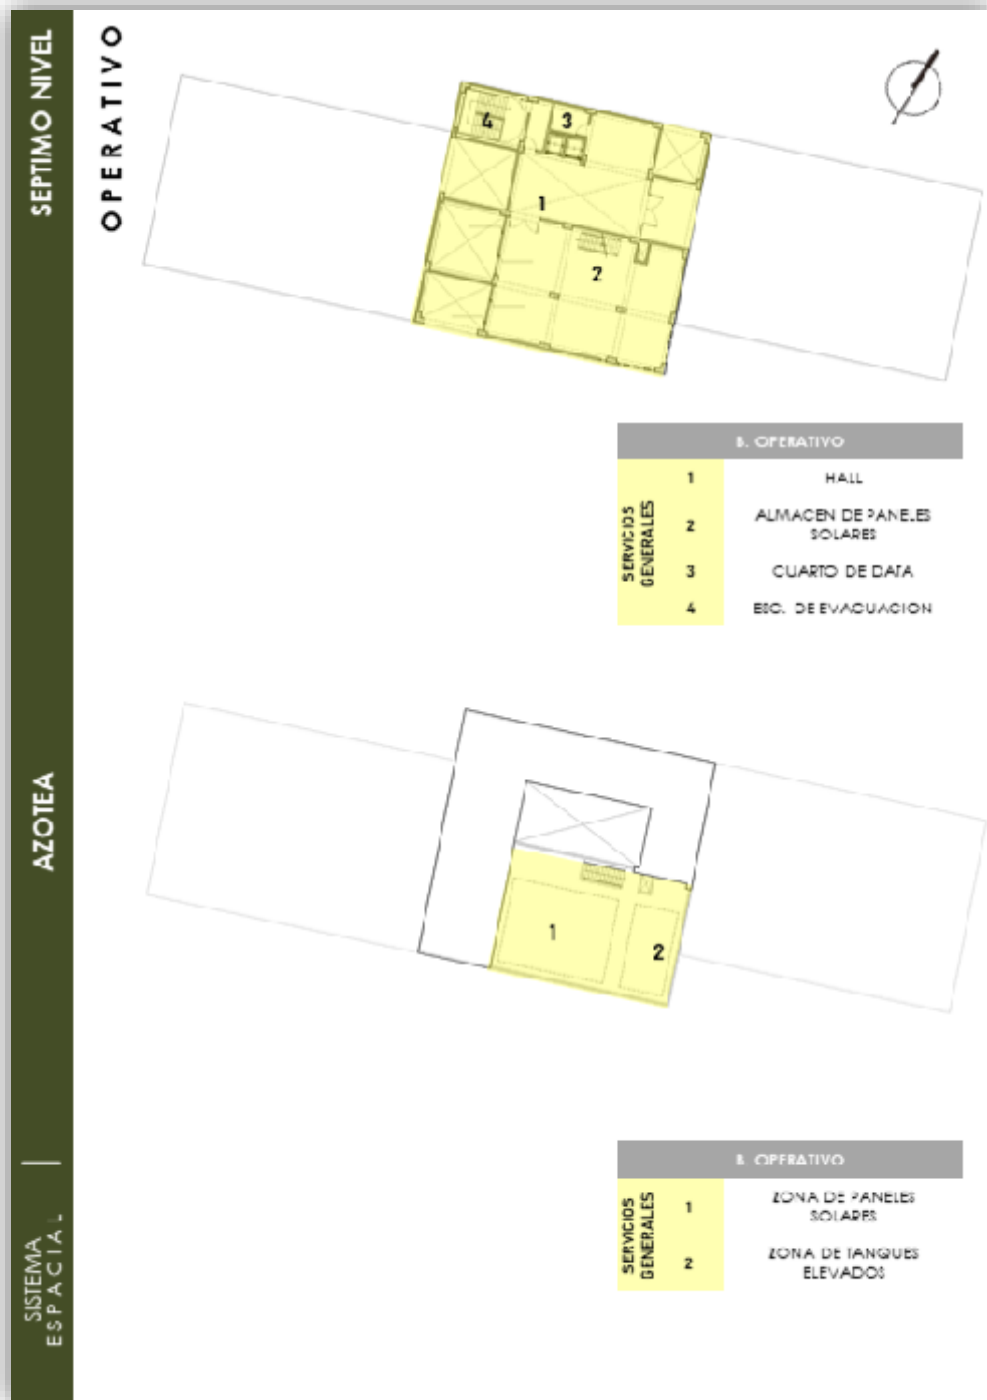 SEPTIMO NIVEL
OPERATIVO
4
3
1
2
B. OPERATIVO
SERVICIOS
GENERALES
1
HALL
2
ALMACEN DE PANELES
SOLARES
3
CUARTO DE DATA
4
ESC. DE EVACUACION
AZOTEA
1
2
B. OPERATIVO
SERVICIOS
GENERALES
1
ZONA DE PANELES
SOLARES
2
ZONA DE TANQUES
ELEVADOS
SISTEMA
ESPACIAL